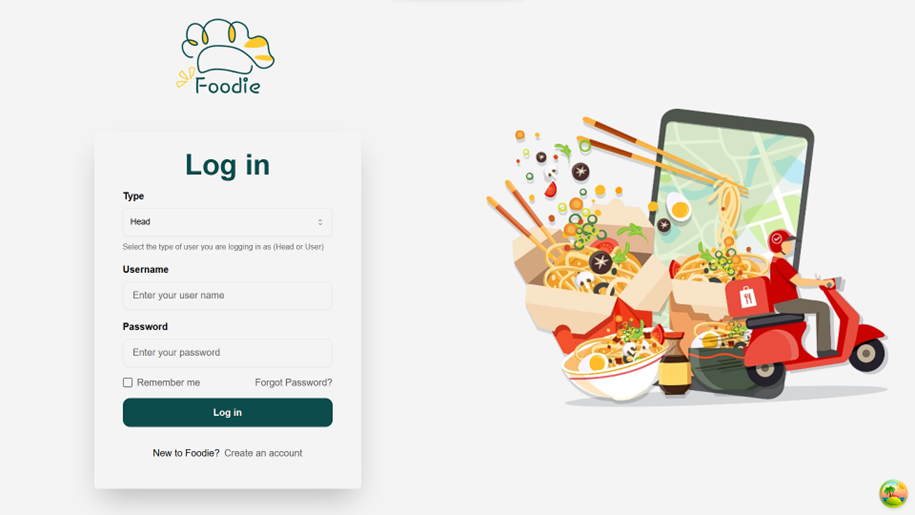 Foodie
Log in
Type
Head
Select the type of user you are logging in as (Head or User)
Username
Enter your user name
Password
Enter your password
Remember me Forgot Password?
Log in
New to Foodie? Create an account